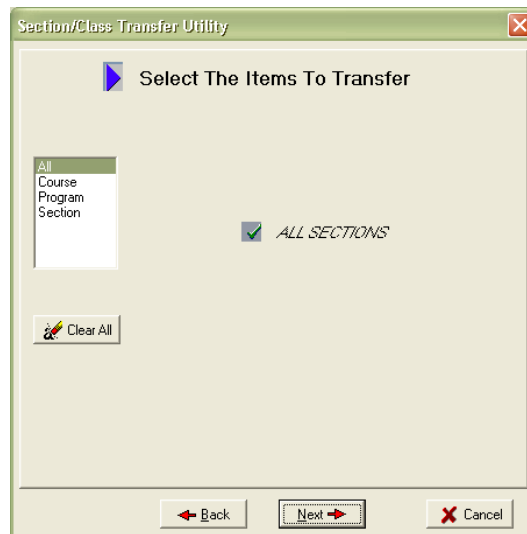 Section/Class Transfer Utility
Select The Items To Transfer
All
Course
Program
Section
ALL SECTIONS
Clear All
Back
Next
Cancel